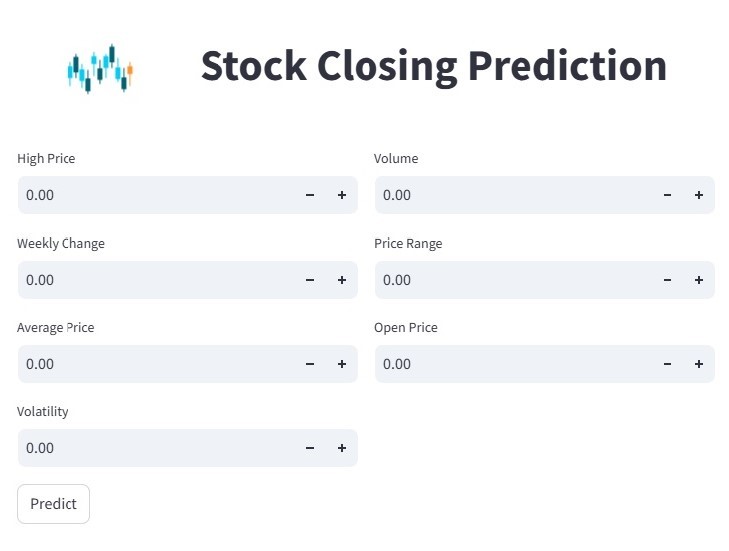 Stock Closing Prediction
High Price
0.00
Volume
0.00
Weekly Change
0.00
Price Range
0.00
Average Price
0.00
Open Price
0.00
Volatility
0.00
Predict